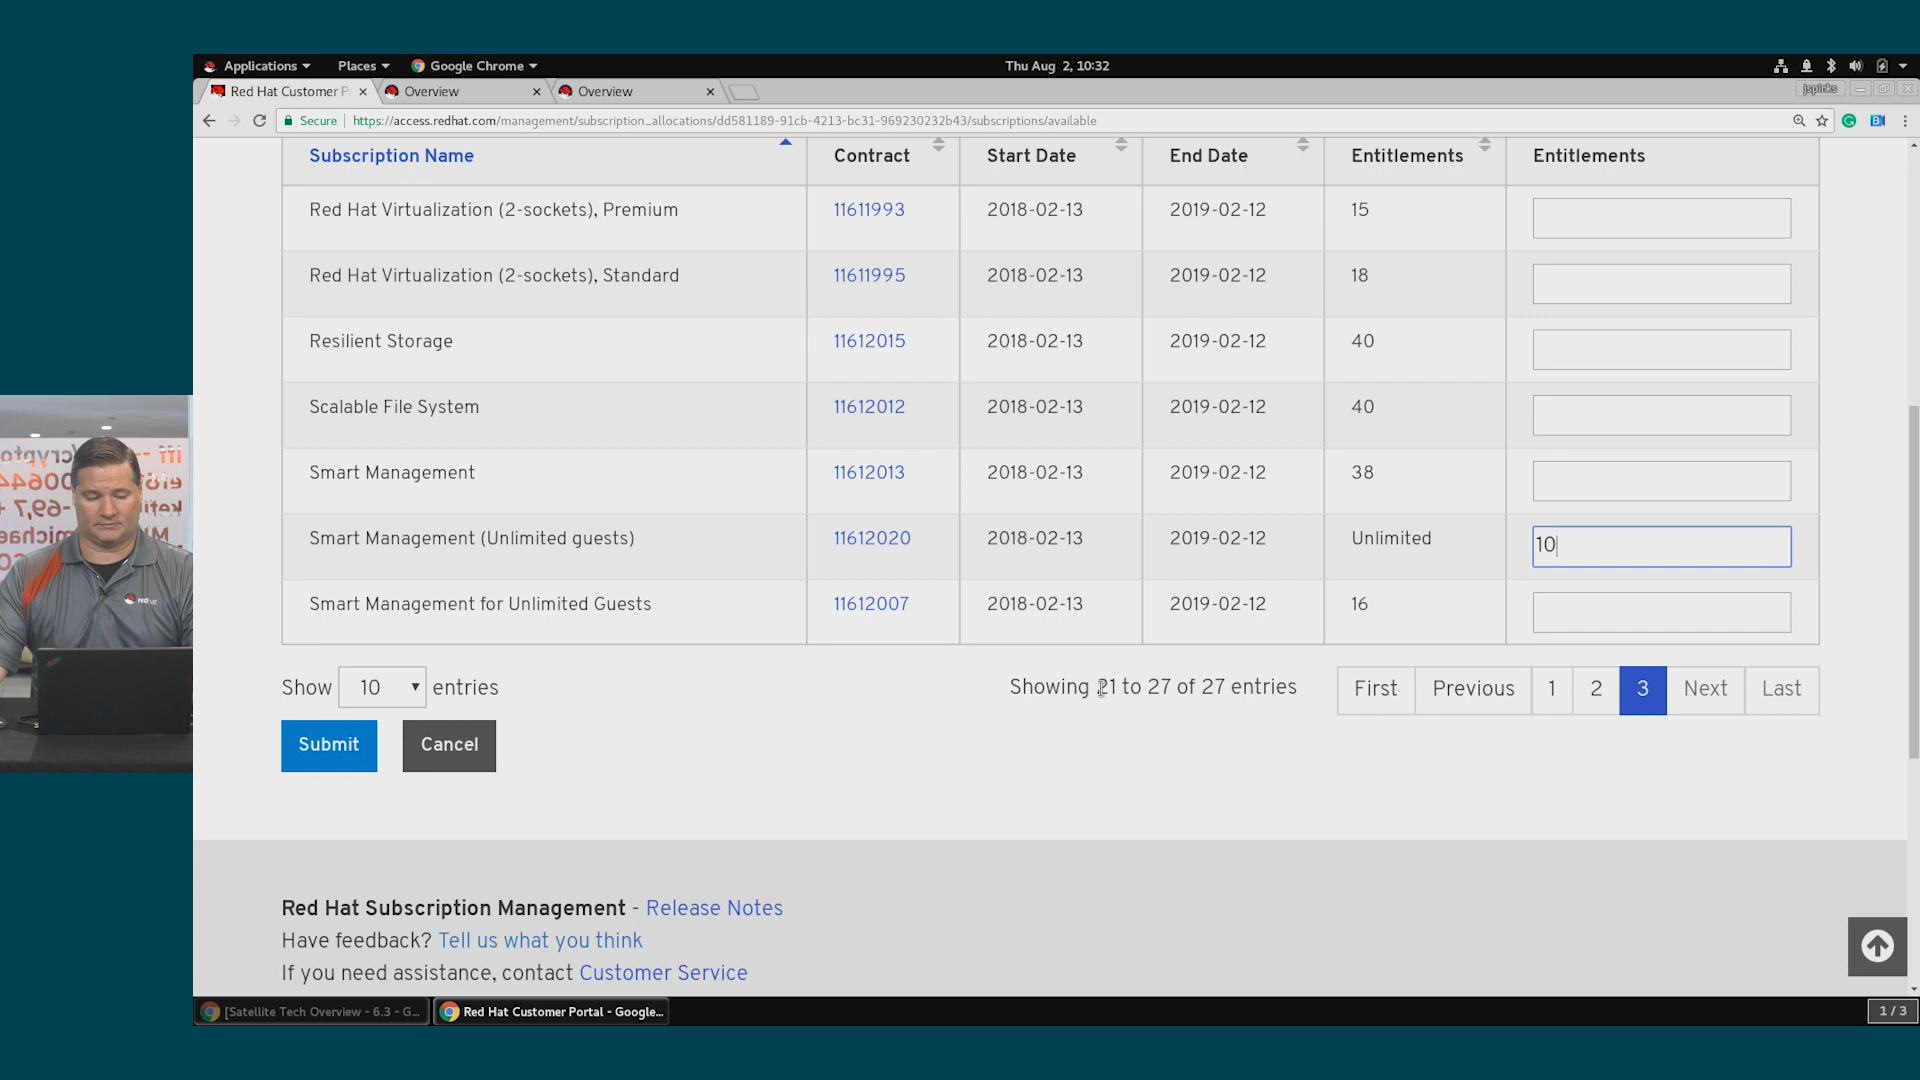 Applications Places Google Chrome Thu Aug 2, 10:32
Red Hat Customer P Overview Overview jspinks
Secure https://access.redhat.com/management/subscription_allocations/dd581189-91cb-4213-bc31-969230232b43/subscriptions/available
Subscription Name Contract Start Date End Date Entitlements Entitlements
Red Hat Virtualization (2-sockets), Premium 11611993 2018-02-13 2019-02-12 15
Red Hat Virtualization (2-sockets), Standard 11611995 2018-02-13 2019-02-12 18
Resilient Storage 11612015 2018-02-13 2019-02-12 40
Scalable File System 11612012 2018-02-13 2019-02-12 40
Smart Management 11612013 2018-02-13 2019-02-12 38
Smart Management (Unlimited guests) 11612020 2018-02-13 2019-02-12 Unlimited 10
Smart Management for Unlimited Guests 11612007 2018-02-13 2019-02-12 16
Show 10 entries Showing 21 to 27 of 27 entries First Previous 1 2 3 Next Last
Submit Cancel
Red Hat Subscription Management - Release Notes
Have feedback? Tell us what you think
If you need assistance, contact Customer Service
[Satellite Tech Overview - 6.3 - G... Red Hat Customer Portal - Google... 1 / 3
redhat